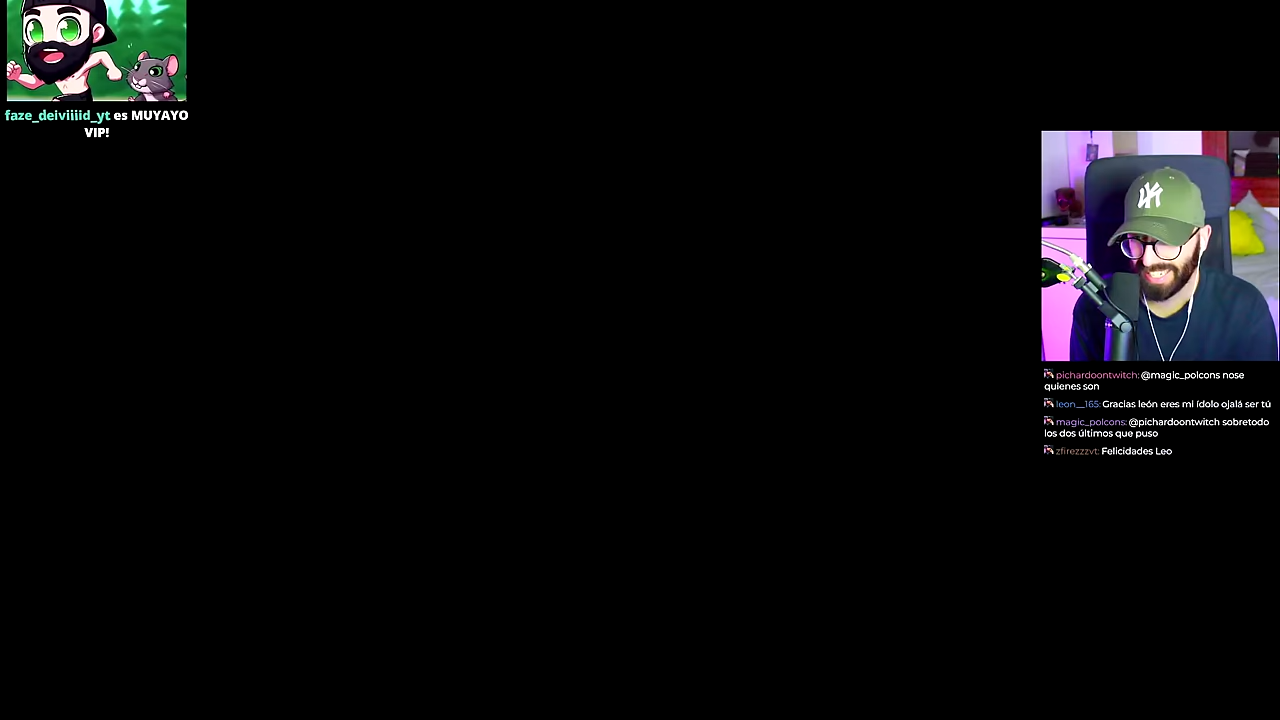 faze_deiviiiid_yt es MUYAYO
VIP!
pichardoontwitch: @magic_polcons nose
quienes son
leon__165: Gracias león eres mi ídolo ojalá ser tú
magic_polcons: @pichardoontwitch sobretodo
los dos últimos que puso
zfirezzzvt: Felicidades Leo